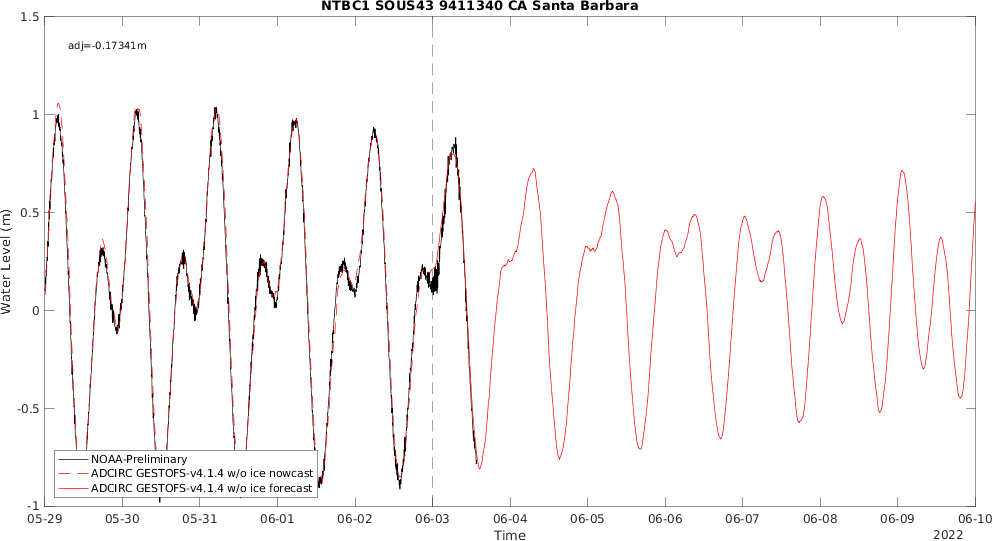 NTBC1 SOUS43 9411340 CA Santa Barbara
1.5
adj=-0.17341m
1
0.5
0
-0.5
-1
Water Level (m)
NOAA-Preliminary
ADCIRC GESTOFS-v4.1.4 w/o ice nowcast
ADCIRC GESTOFS-v4.1.4 w/o ice forecast
05-29 05-30 05-31 06-01 06-02 06-03 06-04 06-05 06-06 06-07 06-08 06-09 06-10
Time
2022